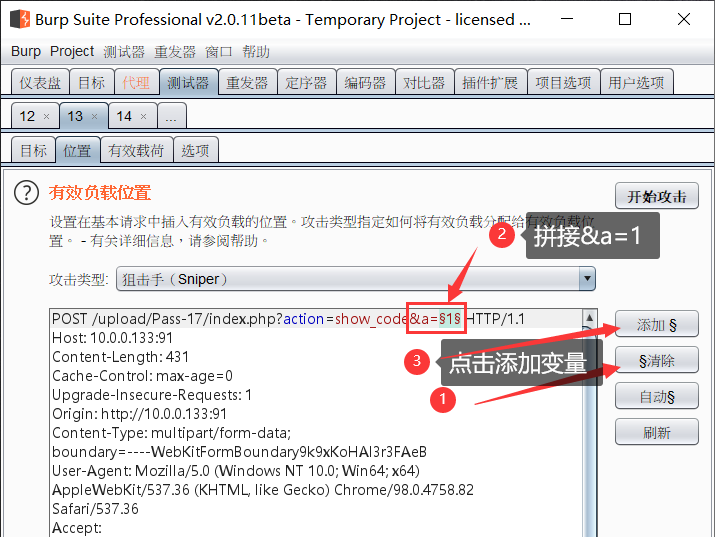 Burp Suite Professional v2.0.11beta - Temporary Project - licensed ...
Burp Project 测试器 重发器 窗口 帮助
仪表盘 目标 代理 测试器 重发器 定序器 编码器 对比器 插件扩展 项目选项 用户选项
12 × 13 × 14 × ...
目标 位置 有效载荷 选项
? 有效负载位置 开始攻击
设置在基本请求中插入有效负载的位置。攻击类型指定如何将有效负载分配给有效负载位
置。 - 有关详细信息，请参阅帮助。
2 拼接&a=1
攻击类型: 狙击手（Sniper）
POST /upload/Pass-17/index.php?action=show_code&a=§1§ HTTP/1.1
添加 §
Host: 10.0.0.133:91
Content-Length: 431
3 点击添加变量
§清除
Cache-Control: max-age=0
Upgrade-Insecure-Requests: 1
1
自动§
Origin: http://10.0.0.133:91
Content-Type: multipart/form-data;
刷新
boundary=----WebKitFormBoundary9k9xKoHAI3r3FAeB
User-Agent: Mozilla/5.0 (Windows NT 10.0; Win64; x64)
AppleWebKit/537.36 (KHTML, like Gecko) Chrome/98.0.4758.82
Safari/537.36
Accept: